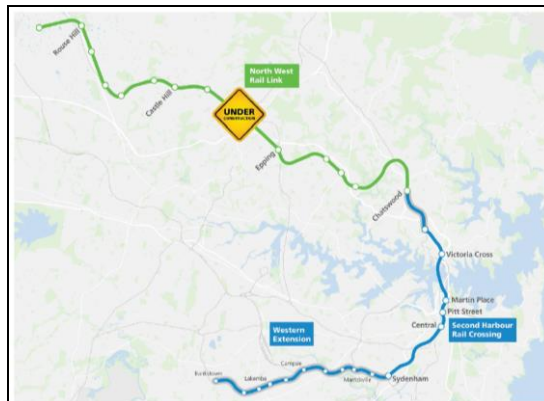 Rouse Hill
North West
Rail Link
Castle Hill
UNDER
CONSTRUCTION
Epping
Chatswood
Victoria Cross
Martin Place
Pitt Street
Central
Second Harbour
Rail Crossing
Western
Extension
Bankstown
Lakemba
Campsie
Marrickville
Sydenham